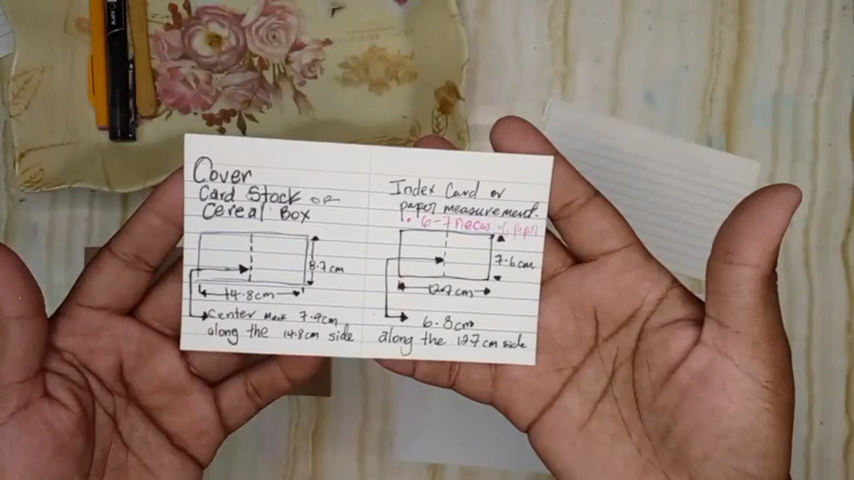 Cover
Card Stock or
Cereal Box
8.7cm
14.8cm
Center Mark 7.4cm
along the 14.8cm side
Index Card or
paper measurement.
• 6-7 Pieces of paper
7.6cm
12.7cm
6.3cm
along the 12.7cm side